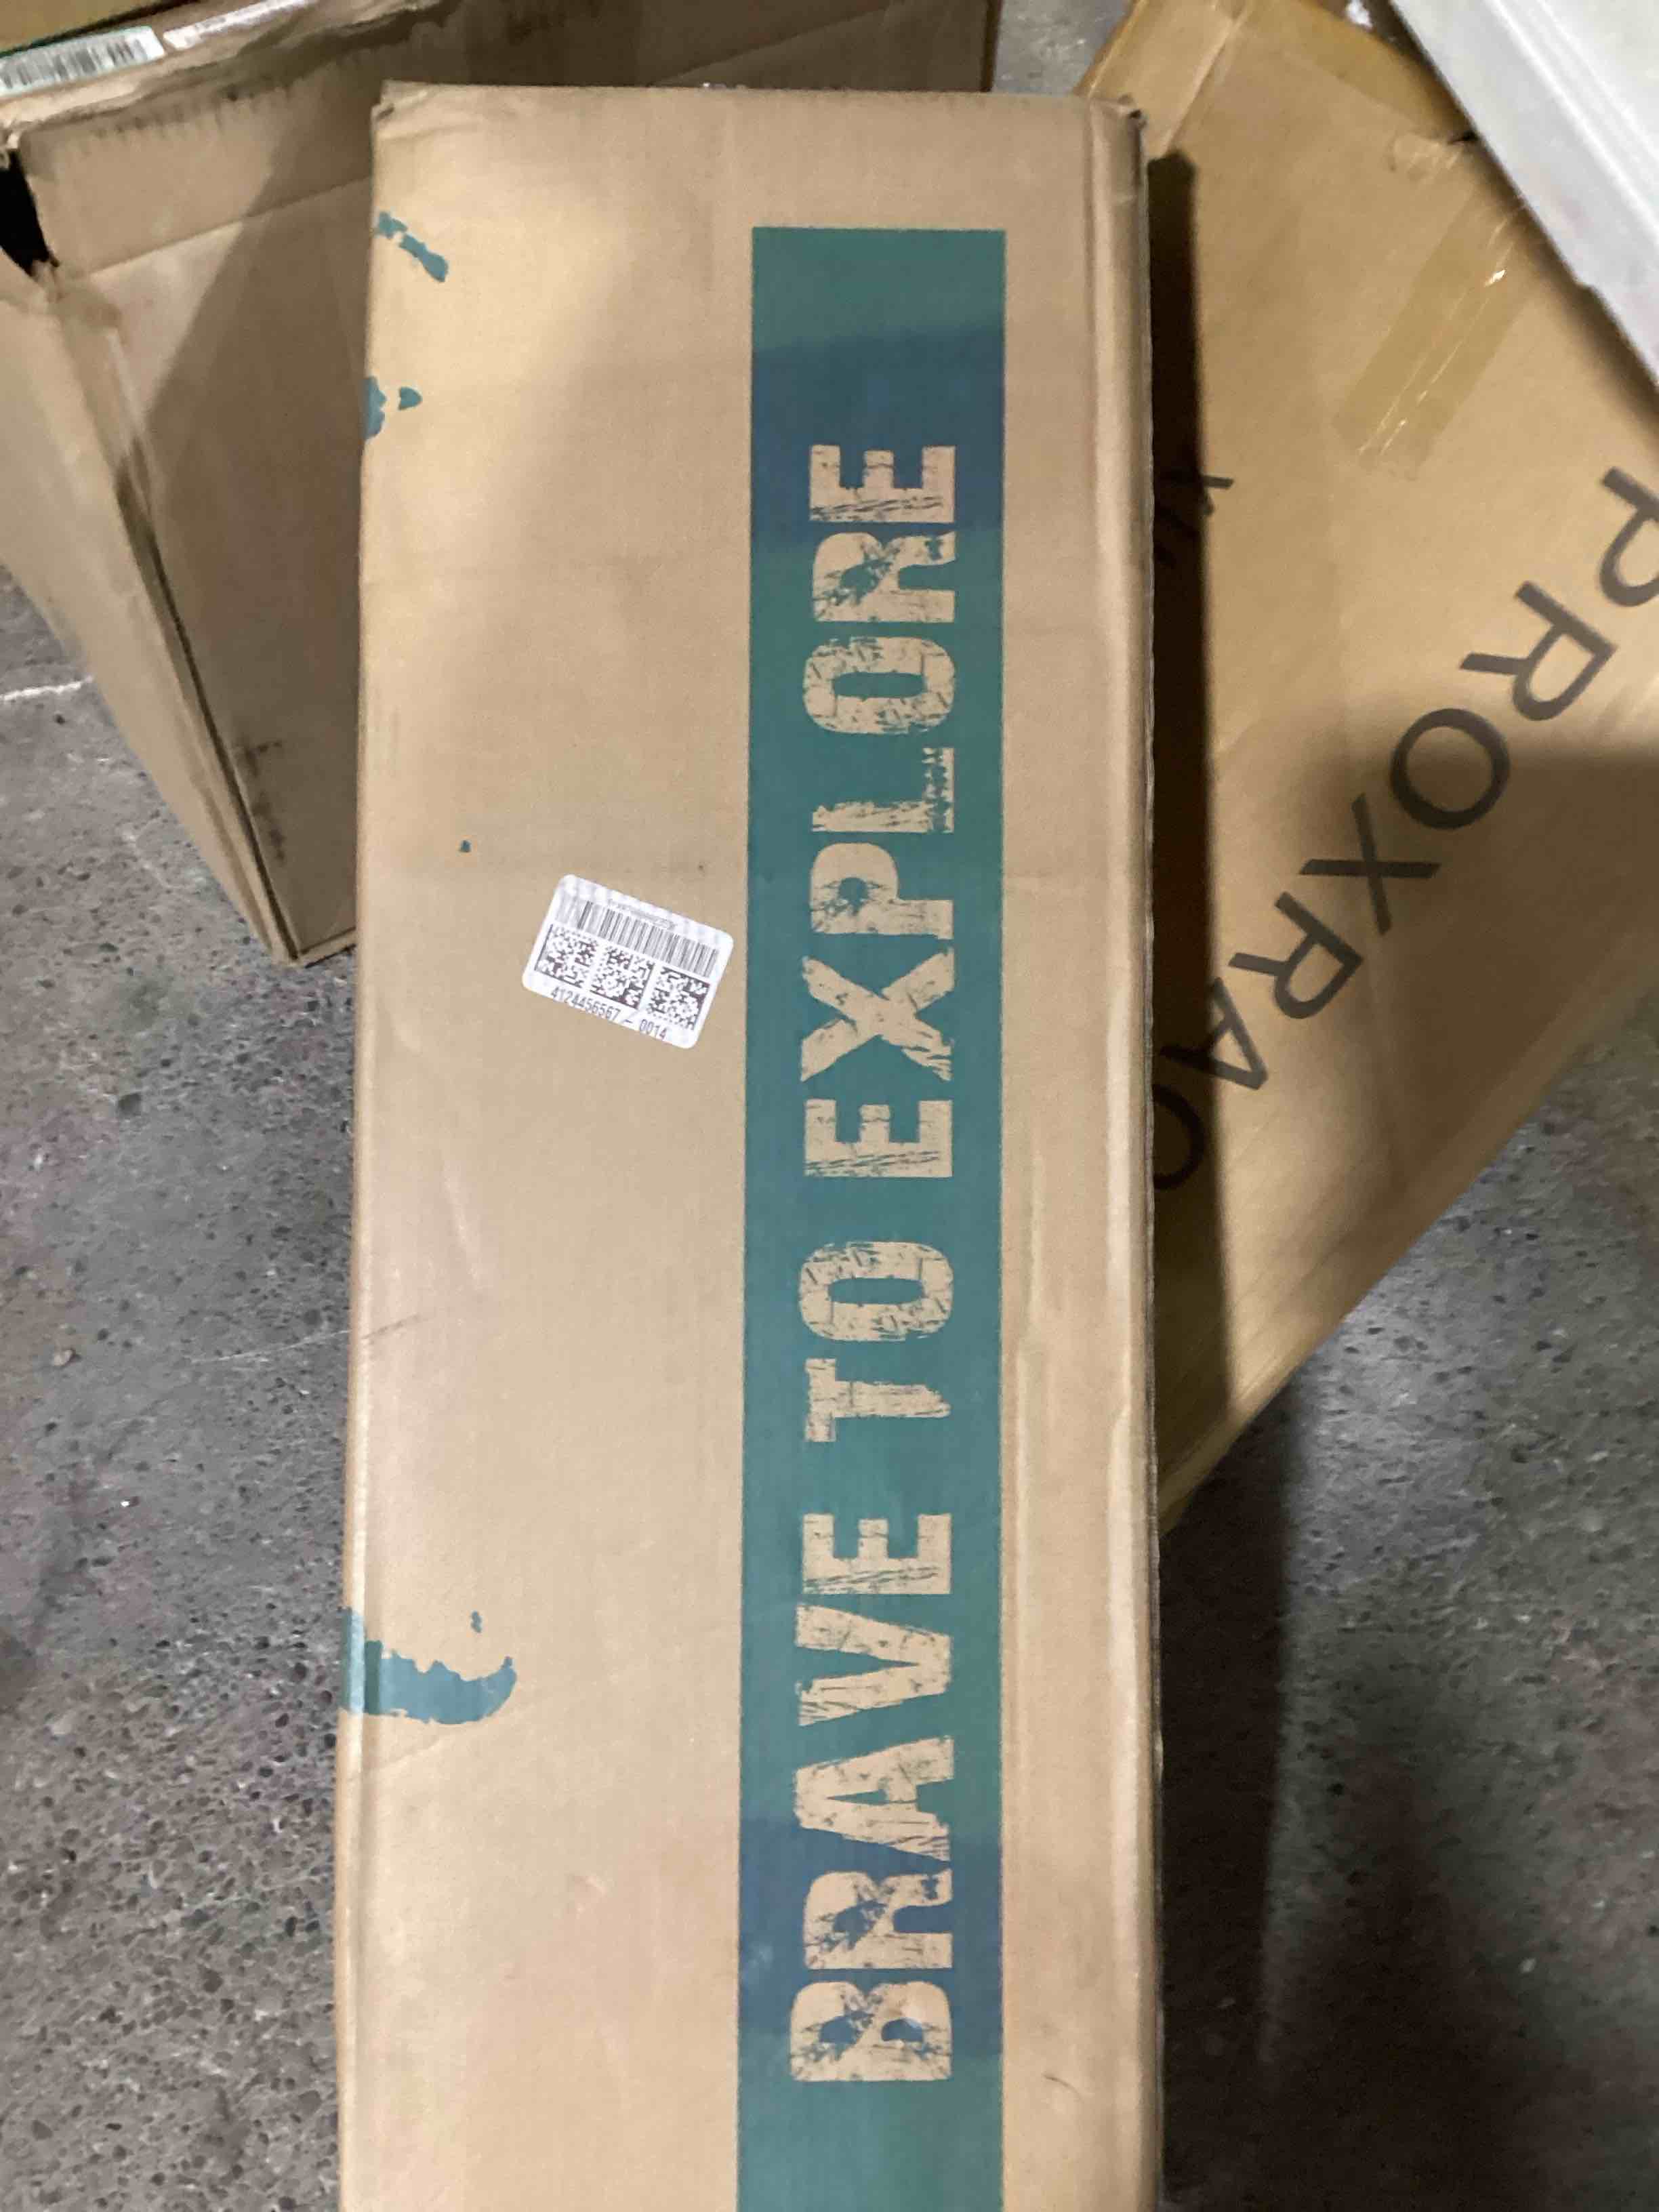 BRAVE TO EXPLORE
4124456567 - 0014
PROXRAC